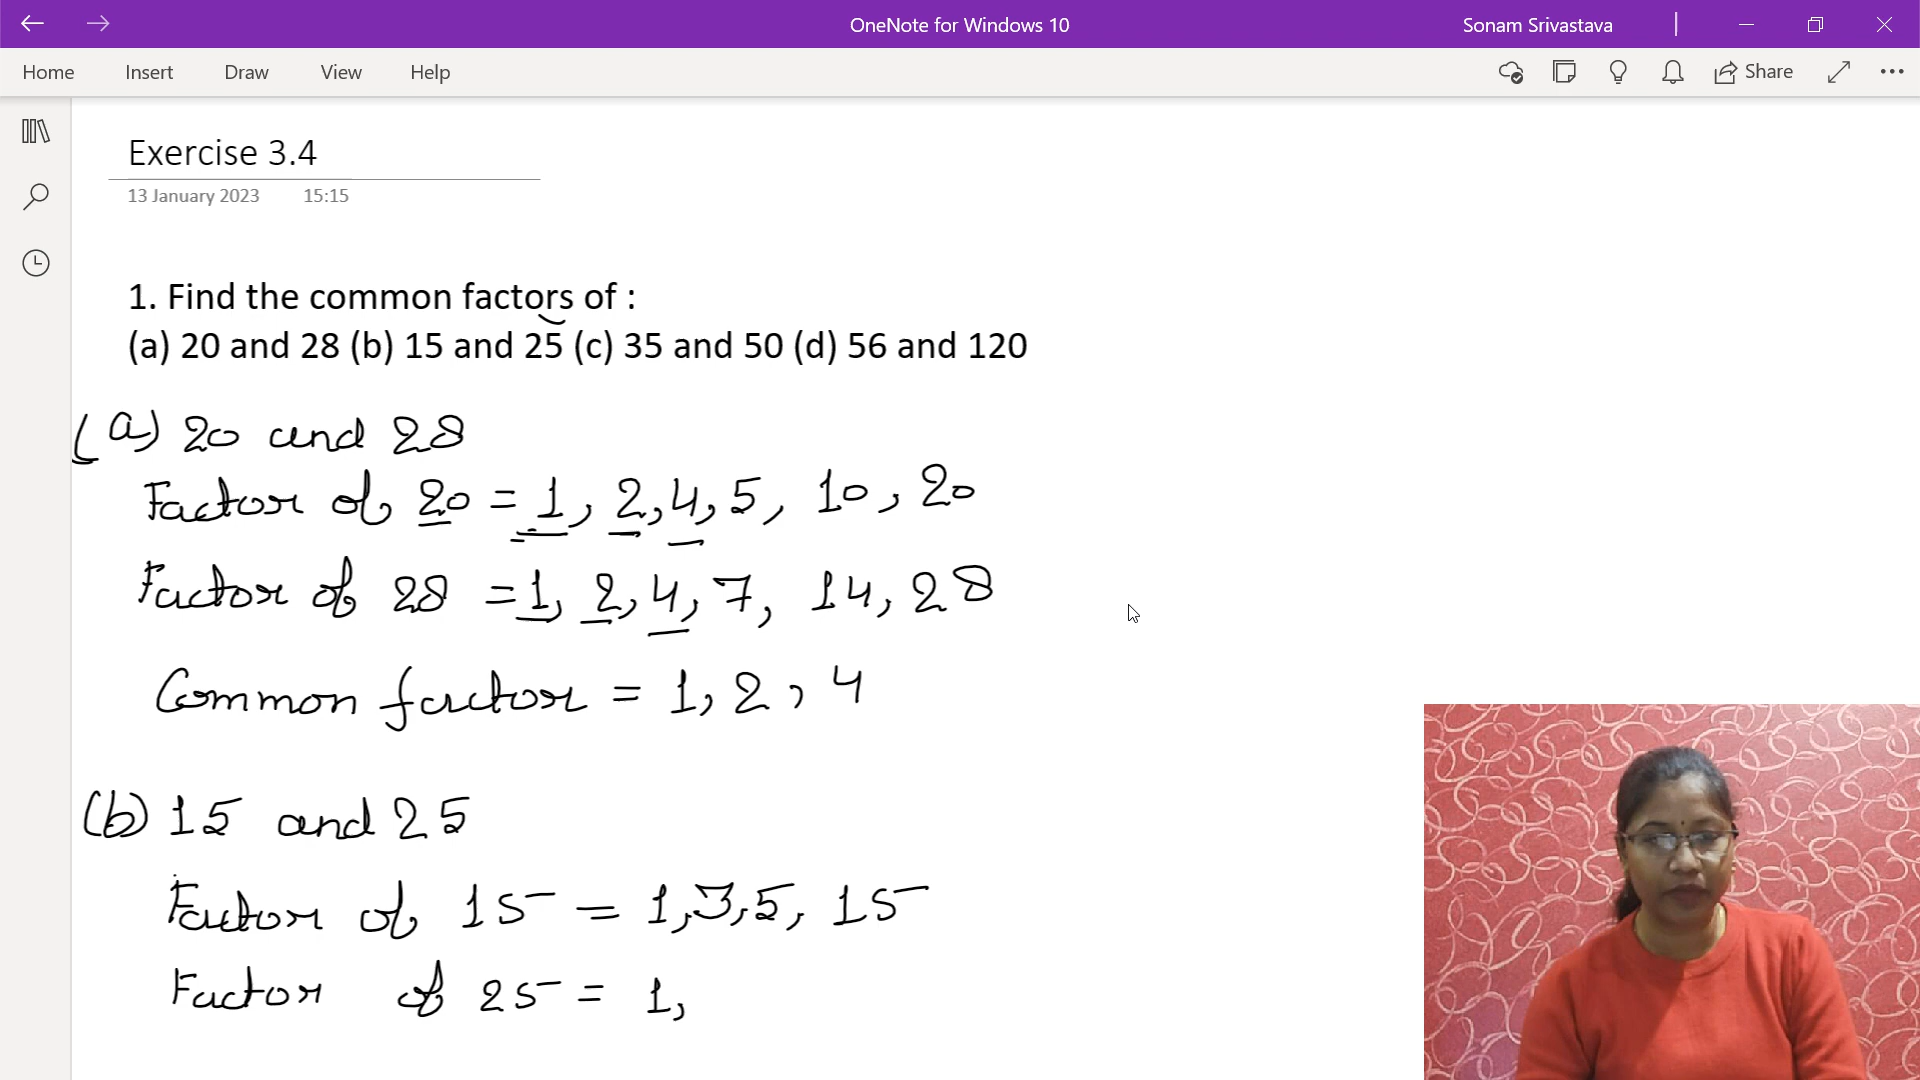 OneNote for Windows 10
Sonam Srivastava
Home Insert Draw View Help
Share
Exercise 3.4
13 January 2023 15:15
1. Find the common factors of :
(a) 20 and 28 (b) 15 and 25 (c) 35 and 50 (d) 56 and 120
(a) 20 and 28
Factor of 20 = 1, 2, 4, 5, 10, 20
Factor of 28 = 1, 2, 4, 7, 14, 28
Common factor = 1, 2, 4
(b) 15 and 25
Factor of 15 = 1, 3, 5, 15
Factor of 25 = 1,